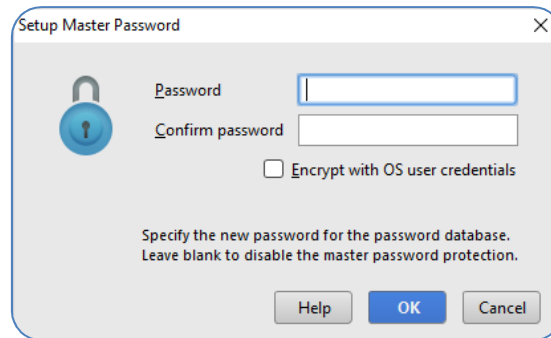 Setup Master Password
Password
Confirm password
Encrypt with OS user credentials
Specify the new password for the password database.
Leave blank to disable the master password protection.
Help OK Cancel